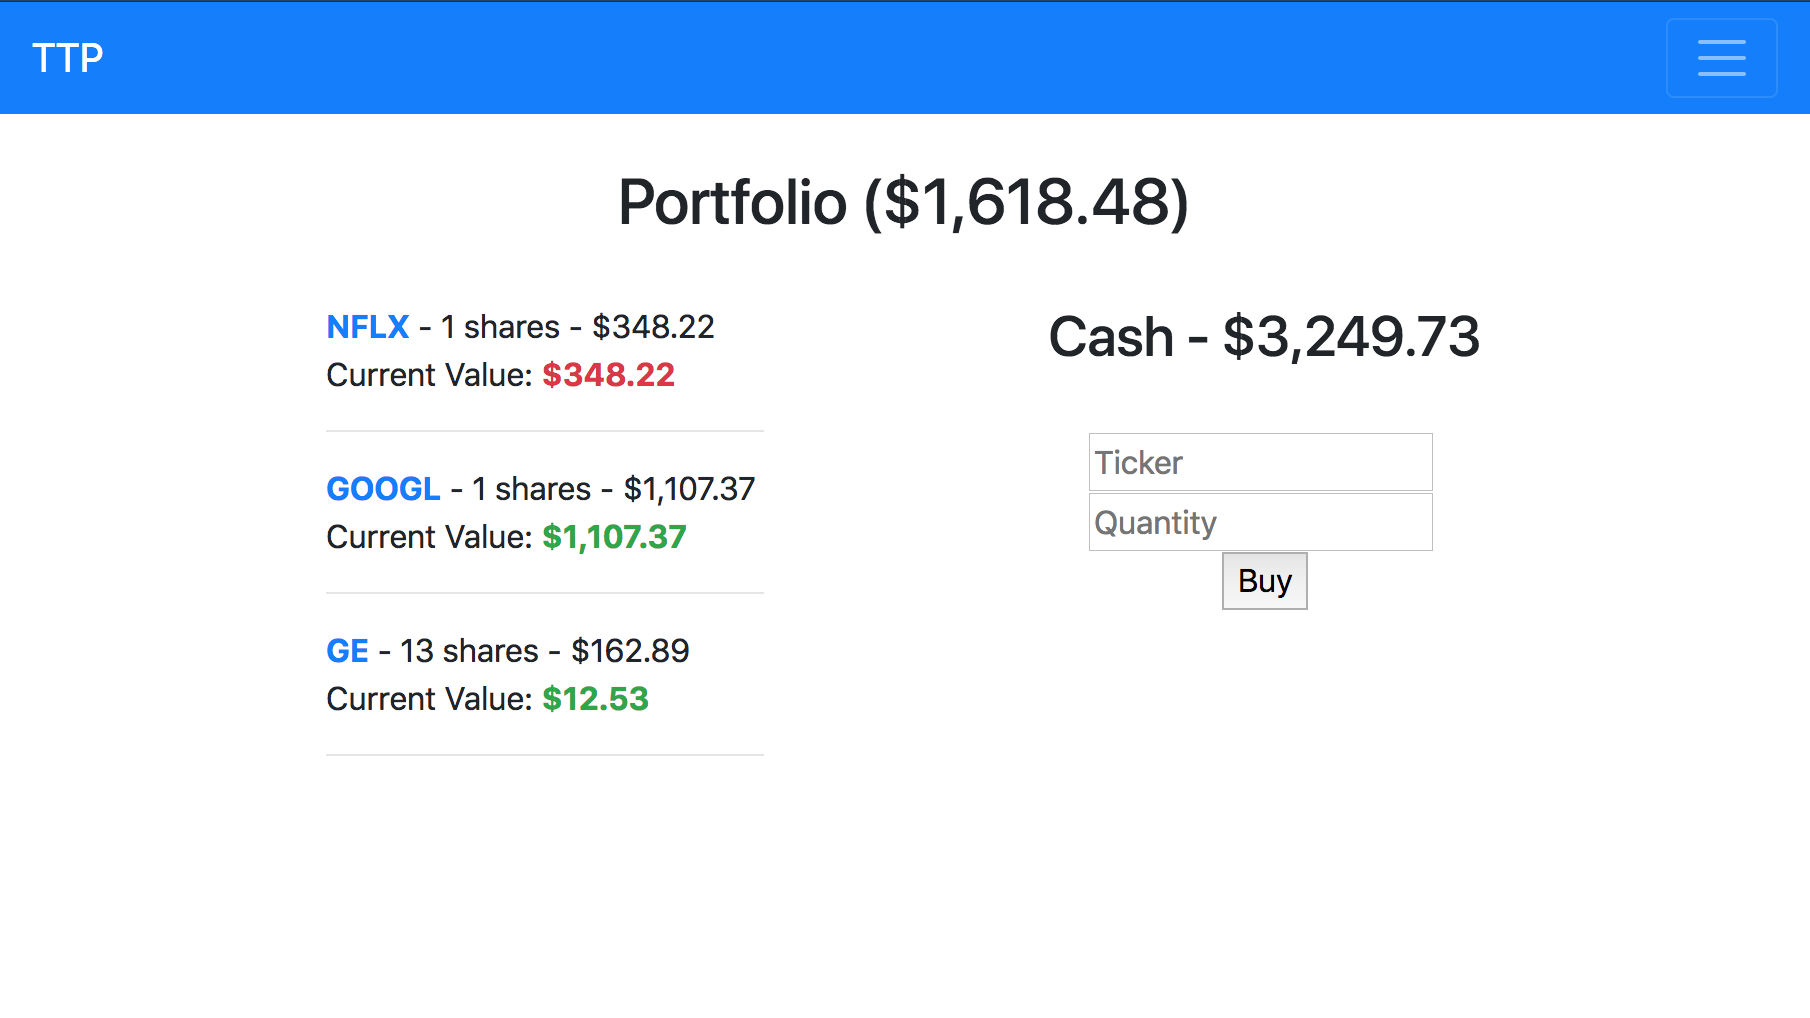 TTP
Portfolio ($1,618.48)
NFLX - 1 shares - $348.22
Current Value: $348.22
GOOGL - 1 shares - $1,107.37
Current Value: $1,107.37
GE - 13 shares - $162.89
Current Value: $12.53
Cash - $3,249.73
Ticker
Quantity
Buy